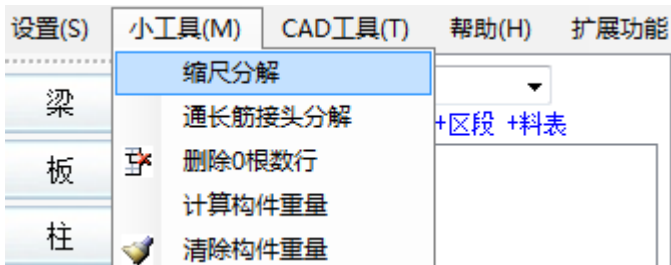 设置(S) 小工具(M) CAD工具(T) 帮助(H) 扩展功能
缩尺分解
梁
通长筋接头分解
+区段 +料表
板
删除0根数行
计算构件重量
柱
清除构件重量